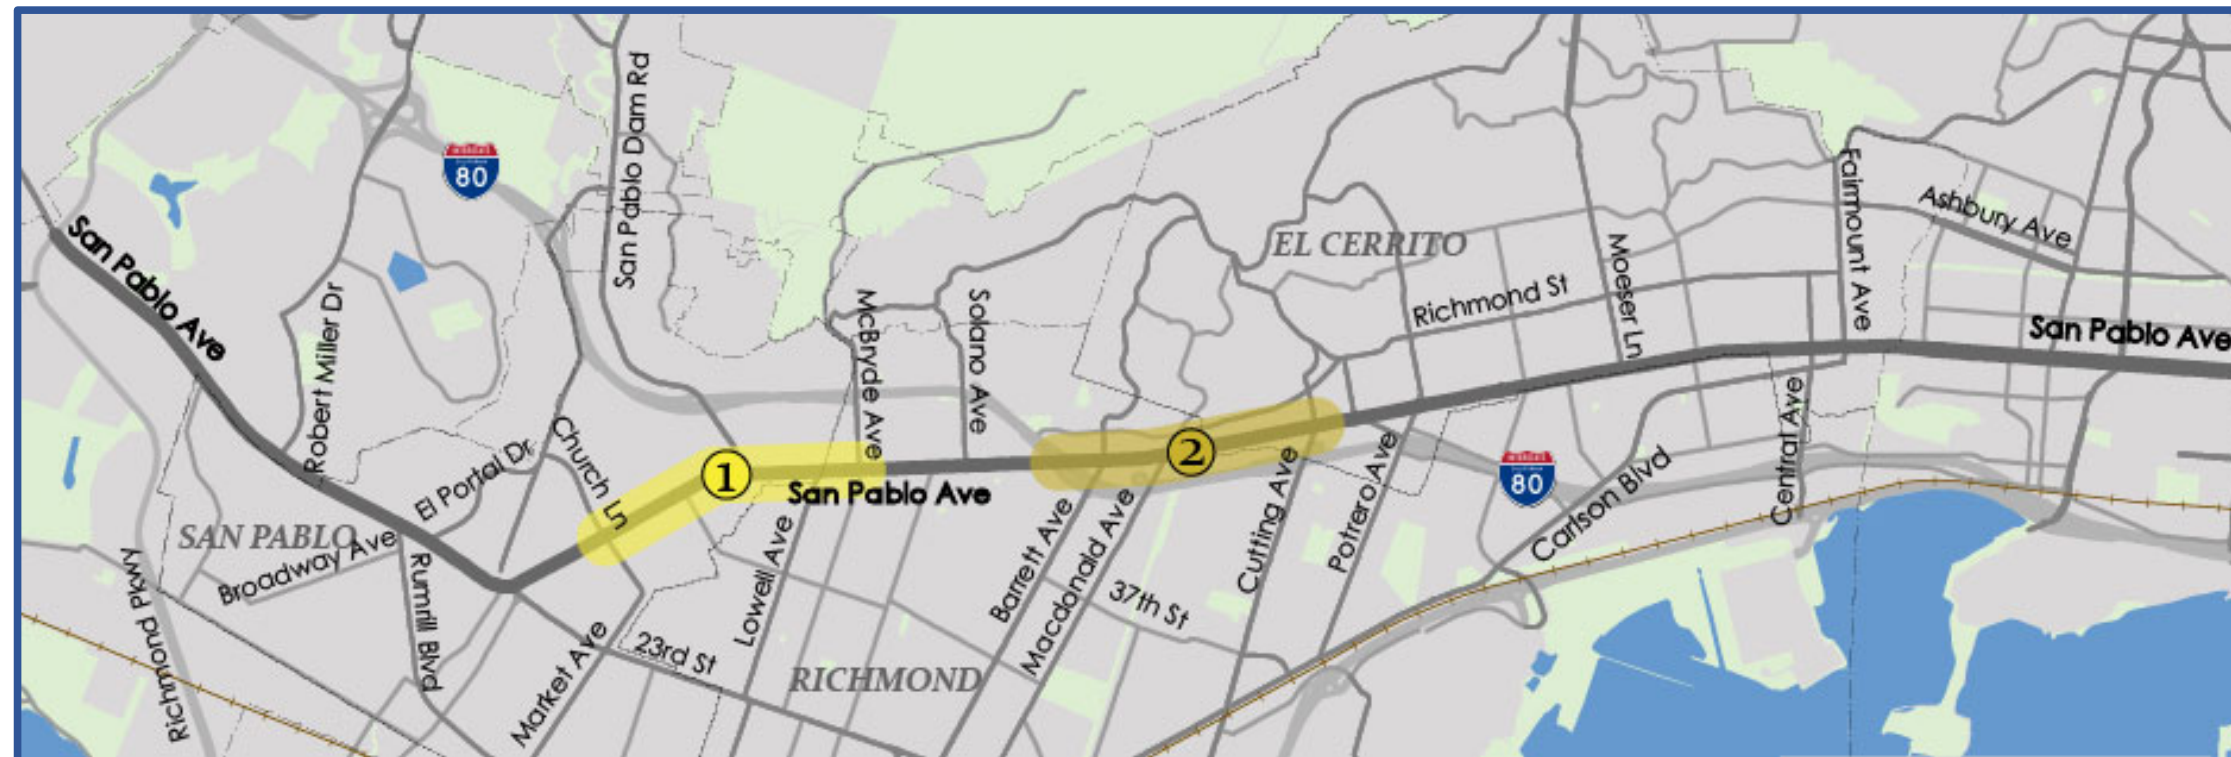 San Pablo Dam Rd
INTERSTATE
CALIFORNIA
80
Fairmount Ave
Ashbury Ave
San Pablo Ave
EL CERRITO
Moeser Ln
Robert Miller Dr
McBryde Ave
Solano Ave
Richmond St
San Pablo Ave
Church Ln
El Portal Dr
1
2
San Pablo Ave
80
Central Ave
Carlson Blvd
Potrero Ave
Cutting Ave
SAN PABLO
Broadway Ave
Rumrill Blvd
Richmond Pkwy
Lowell Ave
Barrett Ave
Macdonald Ave
37th St
23rd St
Market Ave
RICHMOND